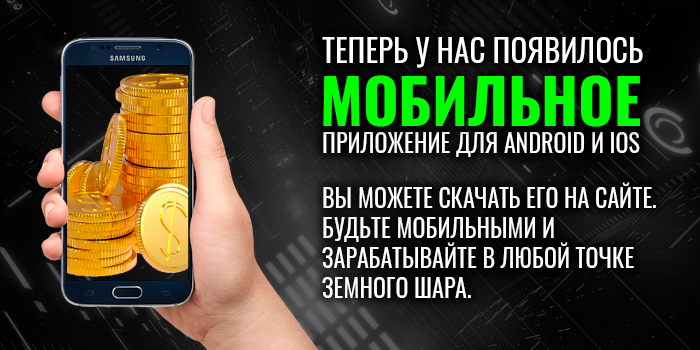 SAMSUNG
ТЕПЕРЬ У НАС ПОЯВИЛОСЬ
МОБИЛЬНОЕ
ПРИЛОЖЕНИЕ ДЛЯ ANDROID И IOS
ВЫ МОЖЕТЕ СКАЧАТЬ ЕГО НА САЙТЕ.
БУДЬТЕ МОБИЛЬНЫМИ И
ЗАРАБАТЫВАЙТЕ В ЛЮБОЙ ТОЧКЕ
ЗЕМНОГО ШАРА.